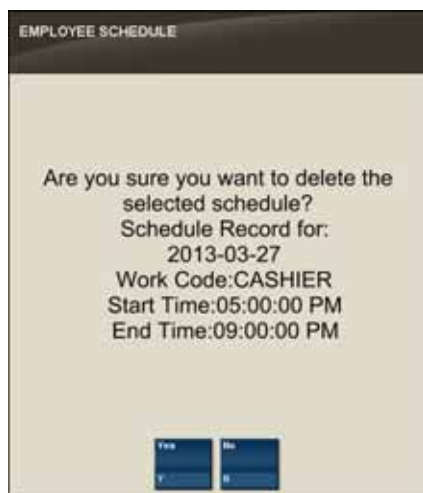 EMPLOYEE SCHEDULE
Are you sure you want to delete the
selected schedule?
Schedule Record for:
2013-03-27
Work Code:CASHIER
Start Time:05:00:00 PM
End Time:09:00:00 PM
Yes No
Y